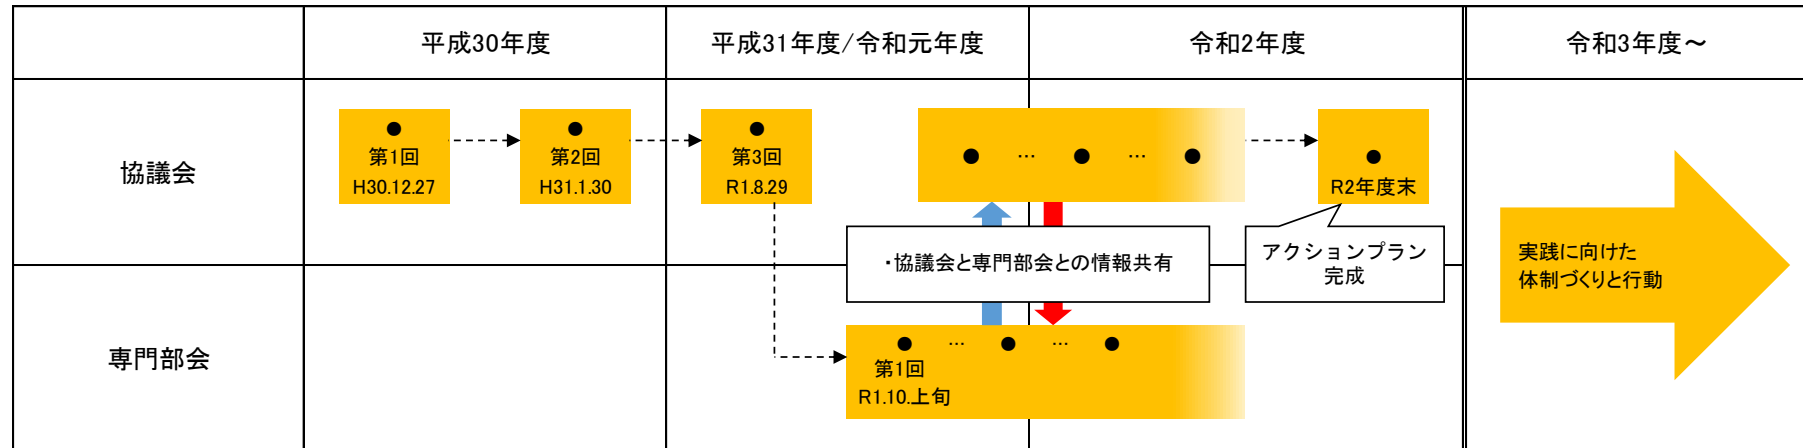 平成30年度
平成31年度/令和元年度
令和2年度
令和3年度～
協議会
●
第1回
H30.12.27
●
第2回
H31.1.30
●
第3回
R1.8.29
● … ● … ●
●
R2年度末
・協議会と専門部会との情報共有
アクションプラン
完成
実践に向けた
体制づくりと行動
専門部会
● … ● … ●
第1回
R1.10.上旬